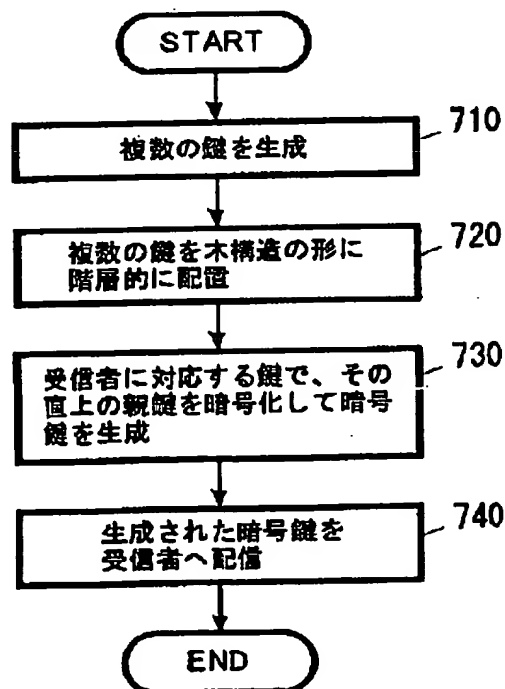 START
複数の鍵を生成
710
複数の鍵を木構造の形に
階層的に配置
720
受信者に対応する鍵で、その
直上の親鍵を暗号化して暗号
鍵を生成
730
生成された暗号鍵を
受信者へ配信
740
END